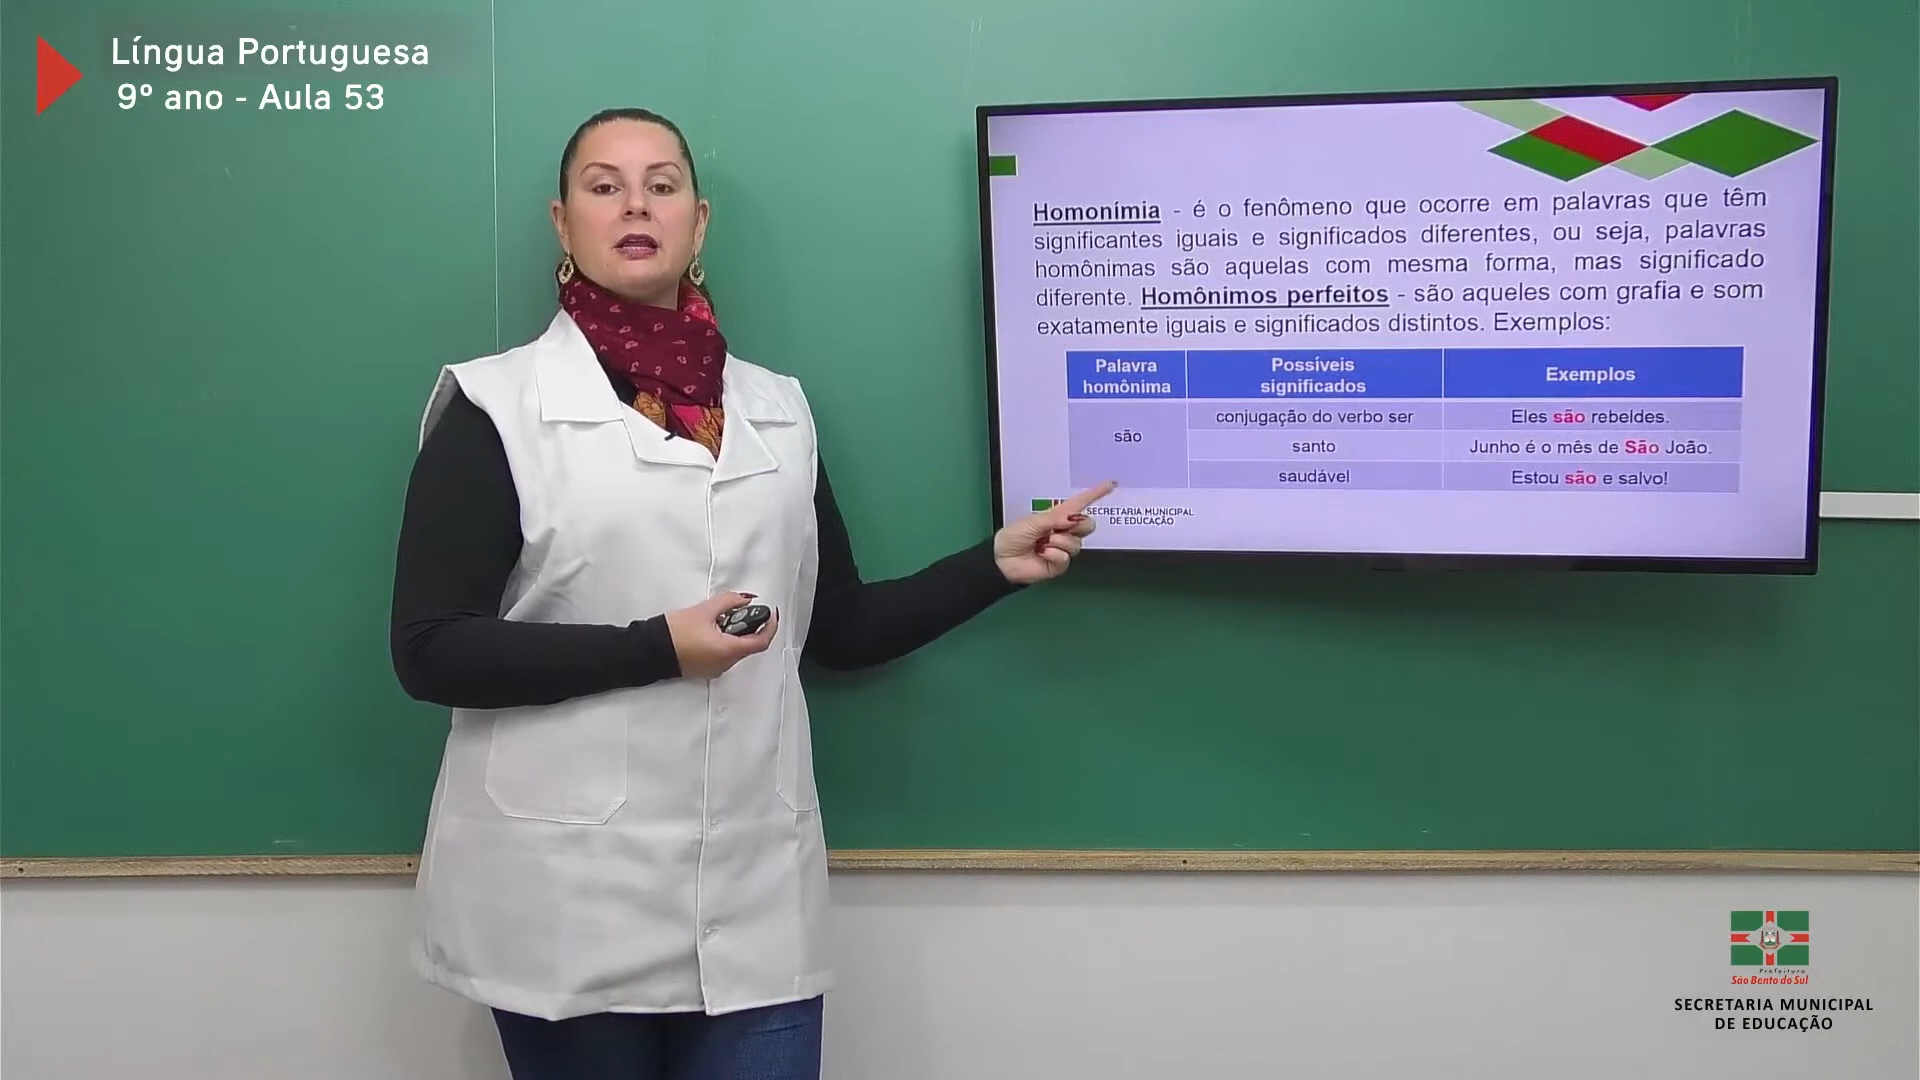 Língua Portuguesa
9º ano - Aula 53
Homonímia - é o fenômeno que ocorre em palavras que têm
significantes iguais e significados diferentes, ou seja, palavras
homônimas são aquelas com mesma forma, mas significado
diferente. Homônimos perfeitos - são aqueles com grafia e som
exatamente iguais e significados distintos. Exemplos:
Palavra homônima
Possíveis significados
Exemplos
são
conjugação do verbo ser
Eles são rebeldes.
santo
Junho é o mês de São João.
saudável
Estou são e salvo!
SECRETARIA MUNICIPAL
DE EDUCAÇÃO
Prefeitura
São Bento do Sul
SECRETARIA MUNICIPAL
DE EDUCAÇÃO